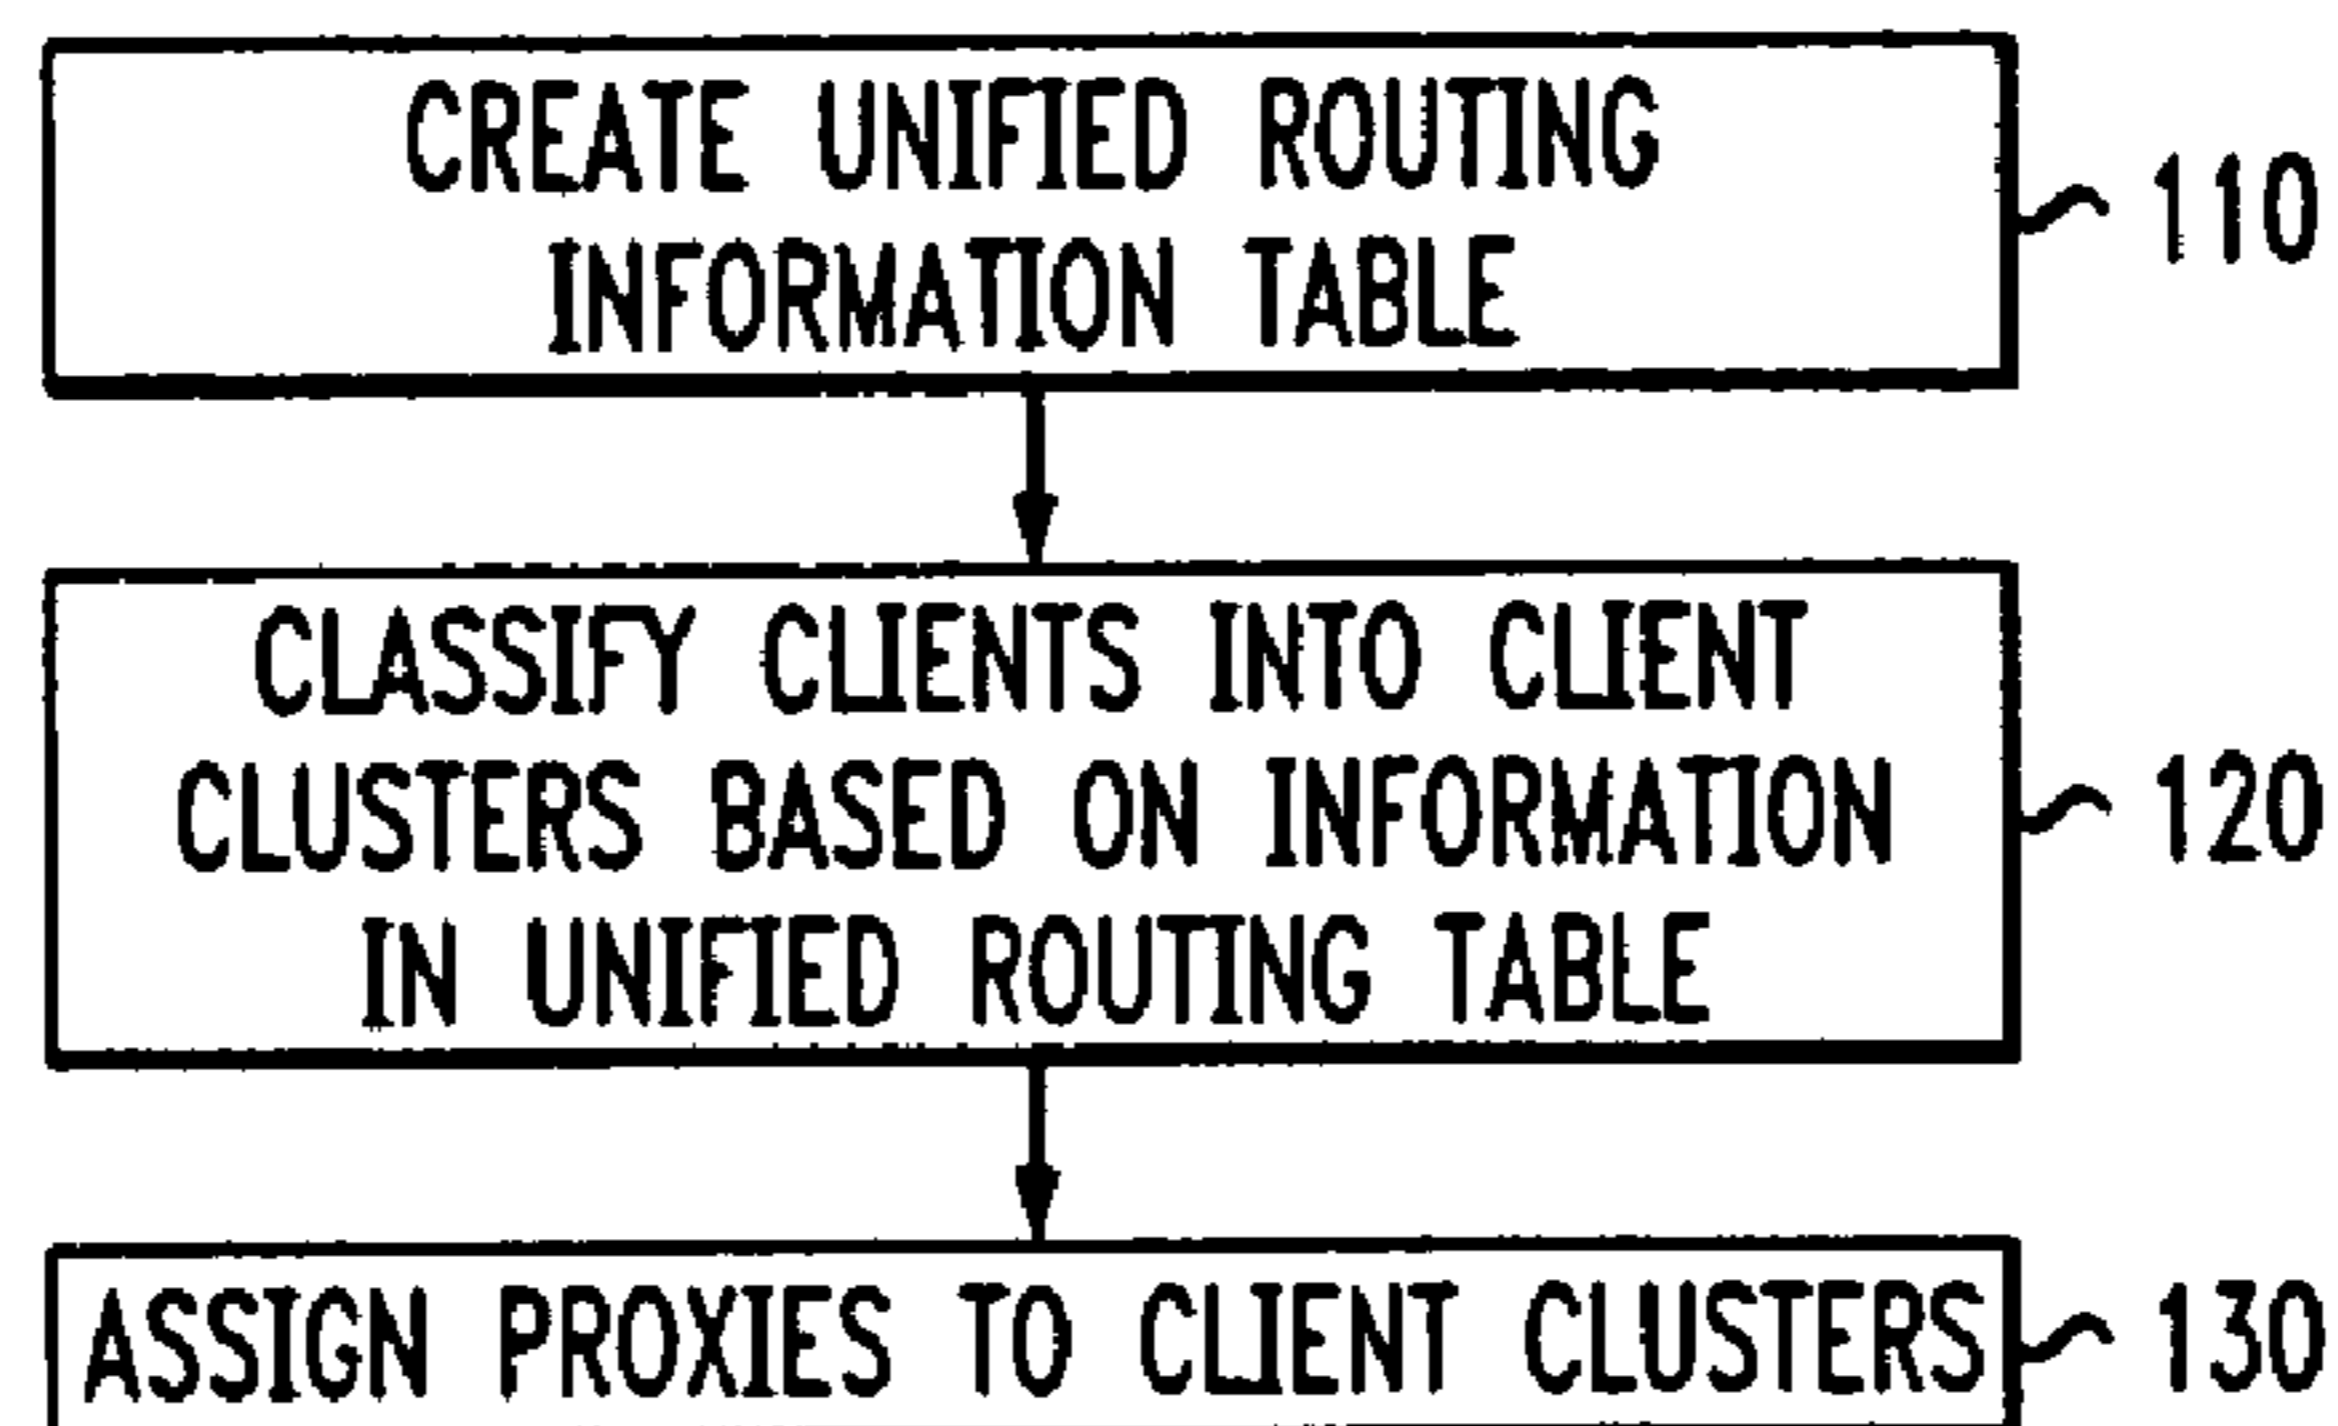 CREATE UNIFIED ROUTING
INFORMATION TABLE
110
CLASSIFY CLIENTS INTO CLIENT
CLUSTERS BASED ON INFORMATION
IN UNIFIED ROUTING TABLE
120
ASSIGN PROXIES TO CLIENT CLUSTERS
130